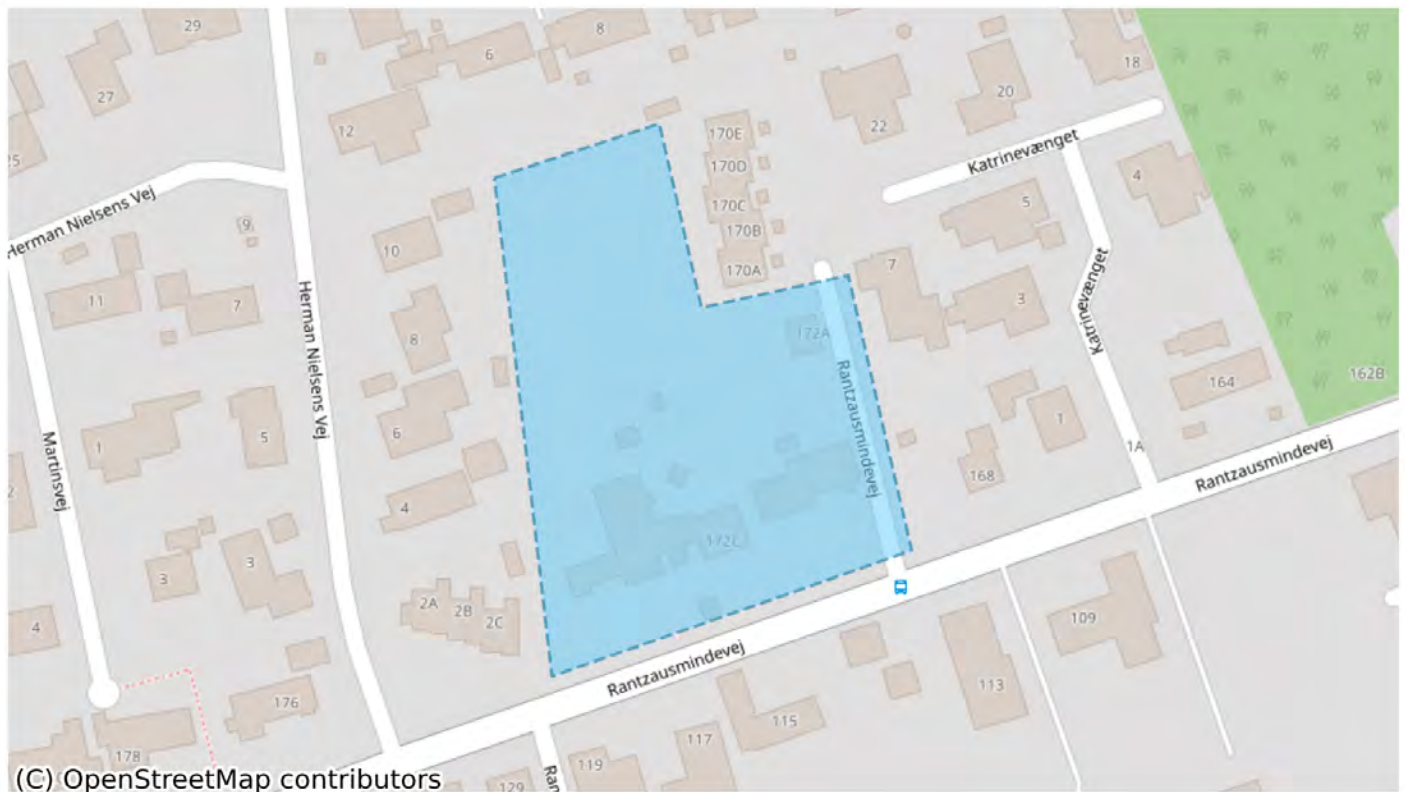 29
8
6
27
18
20
12
22
25
170E
170D
170C
170B
170A
Katrinevænget
4
5
Herman Nielsens Vej
9
10
7
11
7
3
8
172A
Katrinevænget
Herman Nielsens Vej
Rantzausmindevej
164
162B
1
5
6
1
1A
168
Rantzausmindevej
Martinsvej
2
4
3
3
172C
2A
2B
2C
4
109
Rantzausmindevej
113
176
115
117
178
119
129
Ran
(C) OpenStreetMap contributors